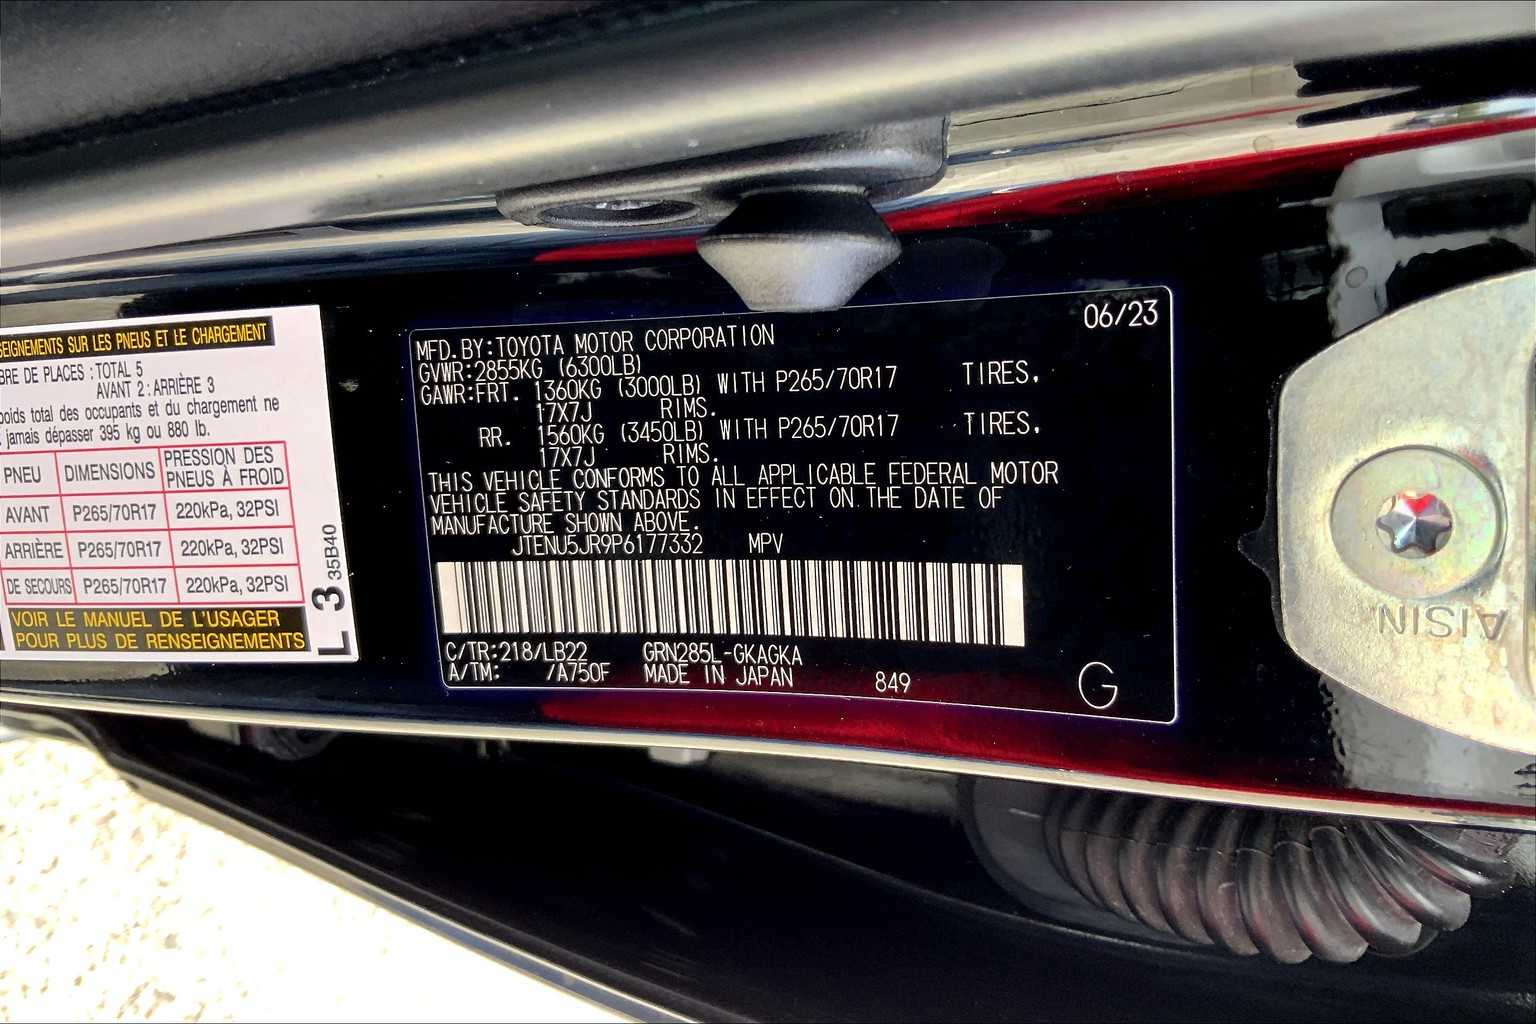 SEIGNEMENTS SUR LES PNEUS ET LE CHARGEMENT
BRE DE PLACES : TOTAL 5
AVANT 2 : ARRIÈRE 3
poids total des occupants et du chargement ne
jamais dépasser 395 kg ou 880 lb.
PNEU DIMENSIONS PRESSION DES PNEUS À FROID
AVANT P265/70R17 220kPa, 32PSI
ARRIÈRE P265/70R17 220kPa, 32PSI
DE SECOURS P265/70R17 220kPa, 32PSI
VOIR LE MANUEL DE L'USAGER
POUR PLUS DE RENSEIGNEMENTS
L 3 35B40
06/23
MFD.BY:TOYOTA MOTOR CORPORATION
GVWR:2855KG (6300LB)
GAWR:FRT. 1360KG (3000LB) WITH P265/70R17 TIRES,
17X7J RIMS.
RR. 1560KG (3450LB) WITH P265/70R17 TIRES,
17X7J RIMS.
THIS VEHICLE CONFORMS TO ALL APPLICABLE FEDERAL MOTOR
VEHICLE SAFETY STANDARDS IN EFFECT ON THE DATE OF
MANUFACTURE SHOWN ABOVE.
JTENU5JR9P6177332 MPV
C/TR:218/LB22 GRN285L-GKAGKA
A/TM: /A750F MADE IN JAPAN 849
G
AISIN